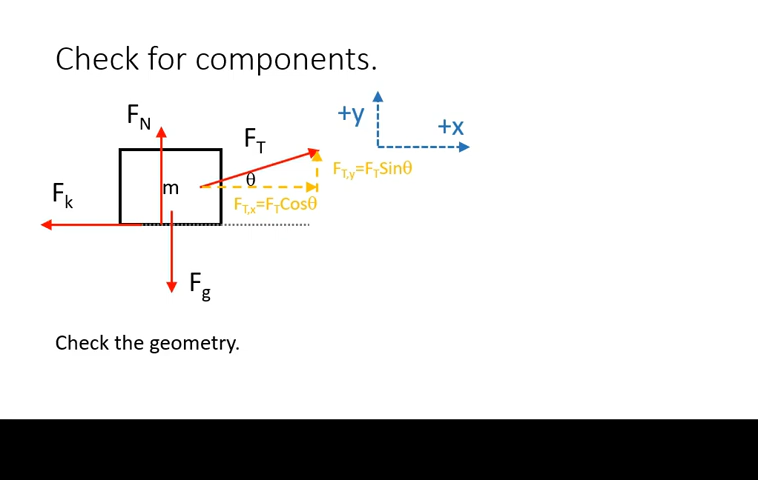 Check for components.
F_N
F_T
+y
+x
θ
F_T,y=F_TSinθ
m
F_k
F_T,x=F_TCosθ
F_g
Check the geometry.